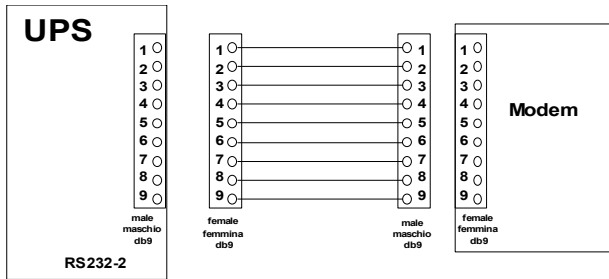 UPS
1 1 1 1
2 2 2 2
3 3 3 3
4 4 4 4
5 5 5 5
6 6 6 6
7 7 7 7
8 8 8 8
9 9 9 9
Modem
male
maschio
db9
female
femmina
db9
male
maschio
db9
female
femmina
db9
RS232-2